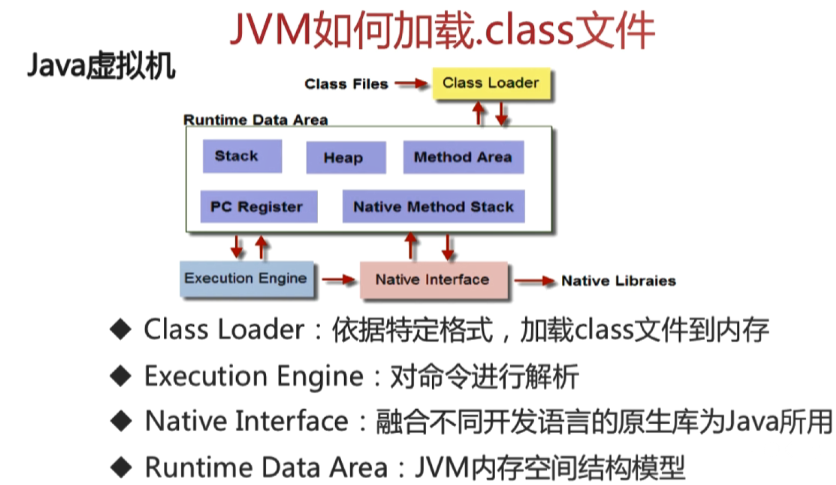 JVM如何加载.class文件
Java虚拟机
Class Files
Class Loader
Runtime Data Area
Stack
Heap
Method Area
PC Register
Native Method Stack
Execution Engine
Native Interface
Native Libraies
◆ Class Loader：依据特定格式，加载class文件到内存
◆ Execution Engine：对命令进行解析
◆ Native Interface：融合不同开发语言的原生库为Java所用
◆ Runtime Data Area：JVM内存空间结构模型